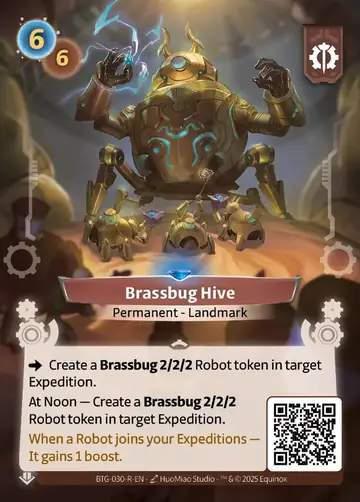 6
6
Brassbug Hive
Permanent - Landmark
Create a Brassbug 2/2/2 Robot token in target
Expedition.
At Noon — Create a Brassbug 2/2/2
Robot token in target Expedition.
When a Robot joins your Expeditions —
It gains 1 boost.
BTG-030-R-EN - HuoMiao Studio - ™ & © 2025 Equinox